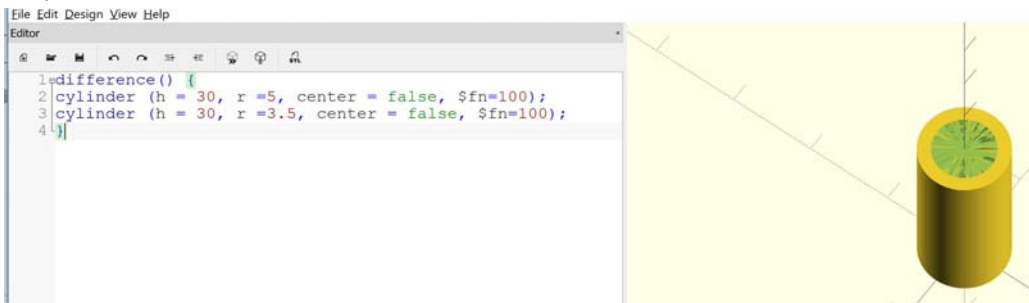 File Edit Design View Help
Editor
STL
1 difference() {
2 cylinder (h = 30, r =5, center = false, $fn=100);
3 cylinder (h = 30, r =3.5, center = false, $fn=100);
4 }